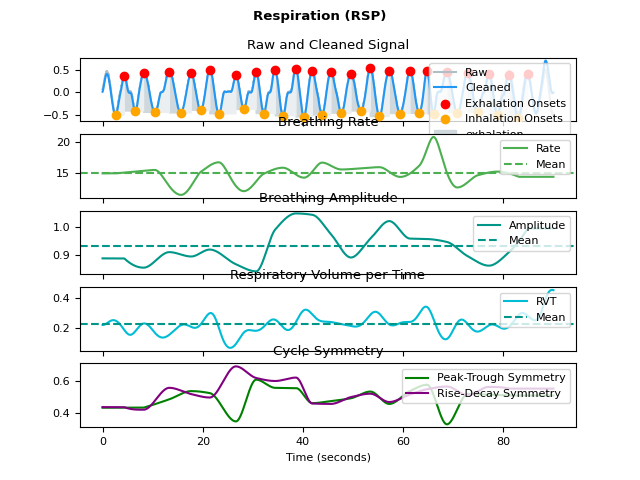 Respiration (RSP)
Raw and Cleaned Signal
0.5
0.0
−0.5
Raw
Cleaned
Exhalation Onsets
Inhalation Onsets
exhalation
Breathing Rate
20
15
Rate
Mean
Breathing Amplitude
1.0
0.9
Amplitude
Mean
Respiratory Volume per Time
0.4
0.2
RVT
Mean
Cycle Symmetry
0.6
0.4
Peak-Trough Symmetry
Rise-Decay Symmetry
0 20 40 60 80
Time (seconds)